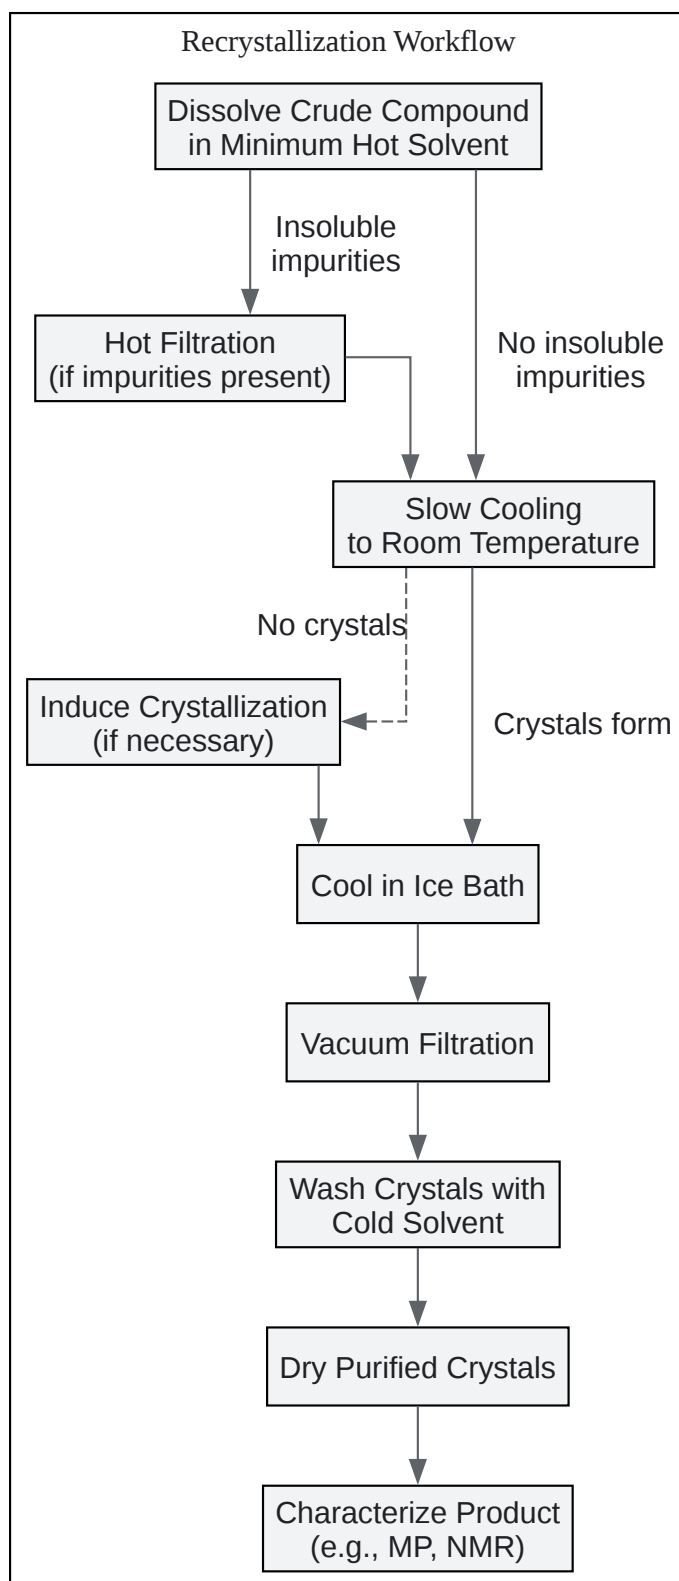 Recrystallization Workflow
Dissolve Crude Compound
in Minimum Hot Solvent
Insoluble
impurities
Hot Filtration
(if impurities present)
No insoluble
impurities
Slow Cooling
to Room Temperature
No crystals
Induce Crystallization
(if necessary)
Crystals form
Cool in Ice Bath
Vacuum Filtration
Wash Crystals with
Cold Solvent
Dry Purified Crystals
Characterize Product
(e.g., MP, NMR)